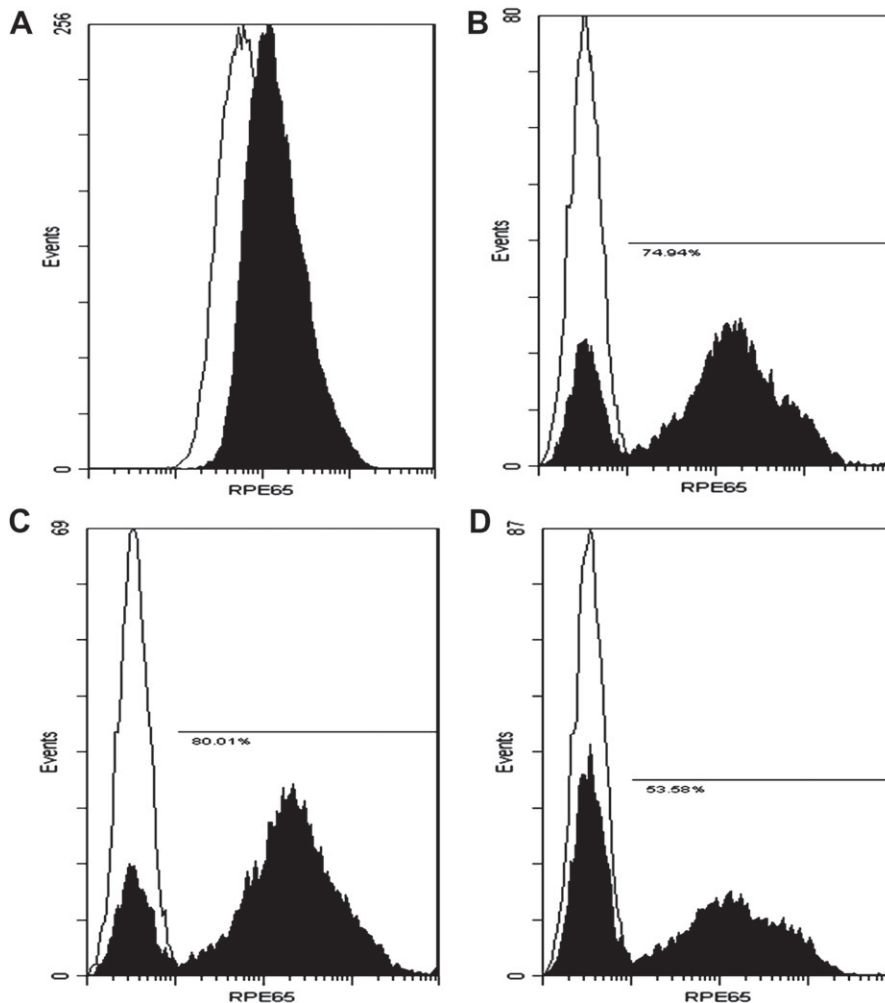 A
256
Events
0
RPE65
B
80
Events
74.94%
0
RPE65
C
69
Events
80.01%
0
RPE65
D
87
Events
53.58%
0
RPE65